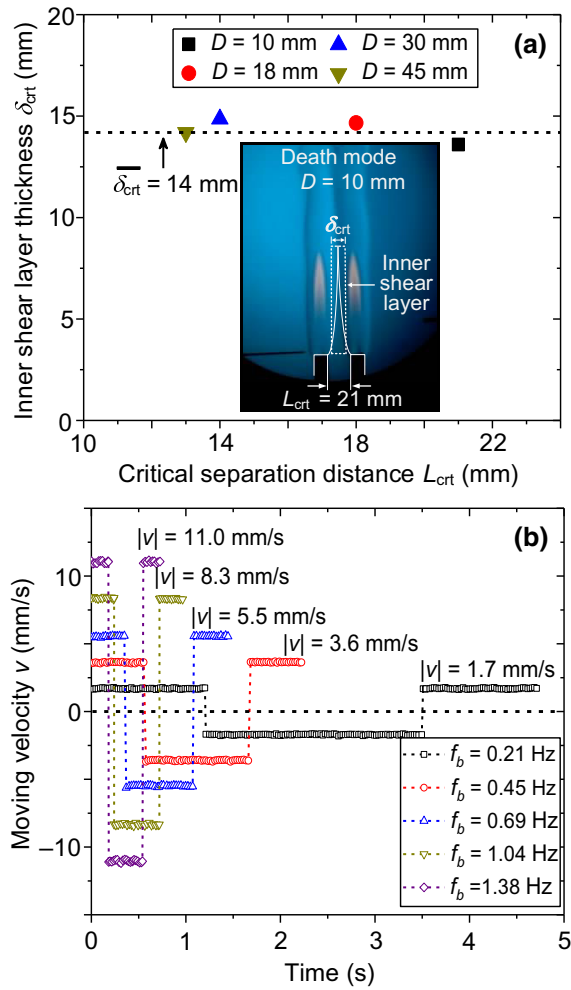 (a)
D = 10 mm
D = 30 mm
D = 18 mm
D = 45 mm
Inner shear layer thickness δcrt (mm)
20
15
10
5
0
δ̅crt = 14 mm
Death mode
D = 10 mm
δcrt
Inner
shear
layer
Lcrt = 21 mm
10
14
18
22
Critical separation distance Lcrt (mm)
(b)
Moving velocity v (mm/s)
10
0
−10
|v| = 11.0 mm/s
|v| = 8.3 mm/s
|v| = 5.5 mm/s
|v| = 3.6 mm/s
|v| = 1.7 mm/s
fb = 0.21 Hz
fb = 0.45 Hz
fb = 0.69 Hz
fb = 1.04 Hz
fb = 1.38 Hz
0
1
2
3
4
5
Time (s)